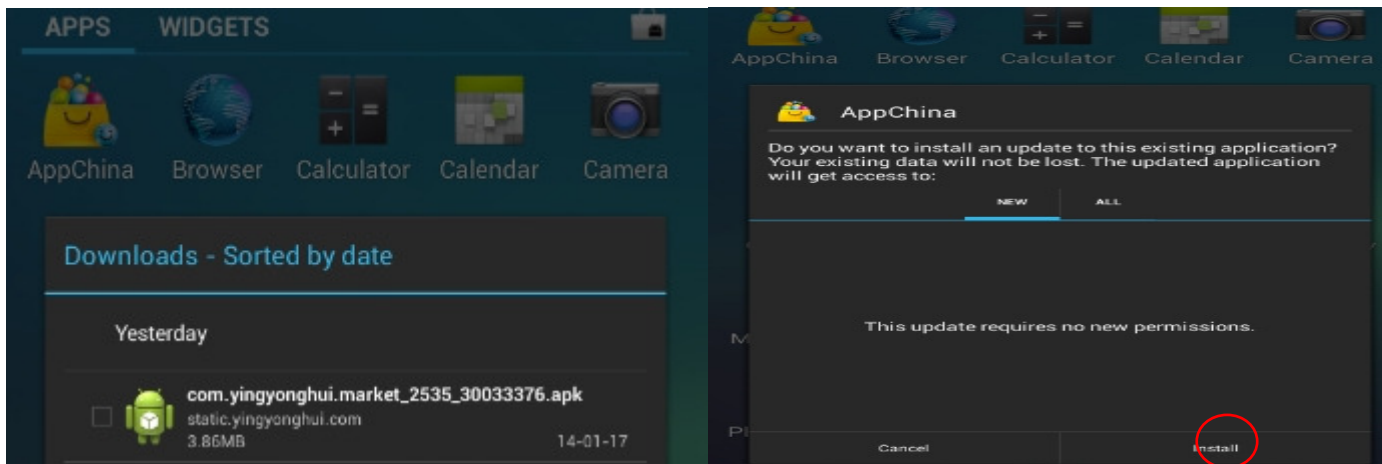 APPS WIDGETS
AppChina Browser Calculator Calendar Camera
Downloads - Sorted by date
Yesterday
com.yingyonghui.market_2535_30033376.apk
static.yingyonghui.com
3.86MB 14-01-17
AppChina Browser Calculator Calendar Camera
AppChina
Do you want to install an update to this existing application?
Your existing data will not be lost. The updated application
will get access to:
NEW ALL
This update requires no new permissions.
Cancel Install